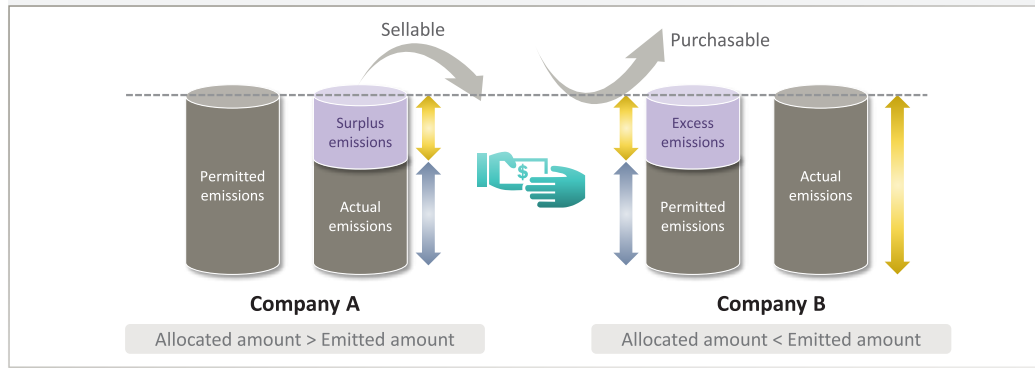 Sellable
Purchasable
Permitted
emissions
Surplus
emissions
Actual
emissions
$
Excess
emissions
Permitted
emissions
Actual
emissions
Company A
Company B
Allocated amount > Emitted amount
Allocated amount < Emitted amount